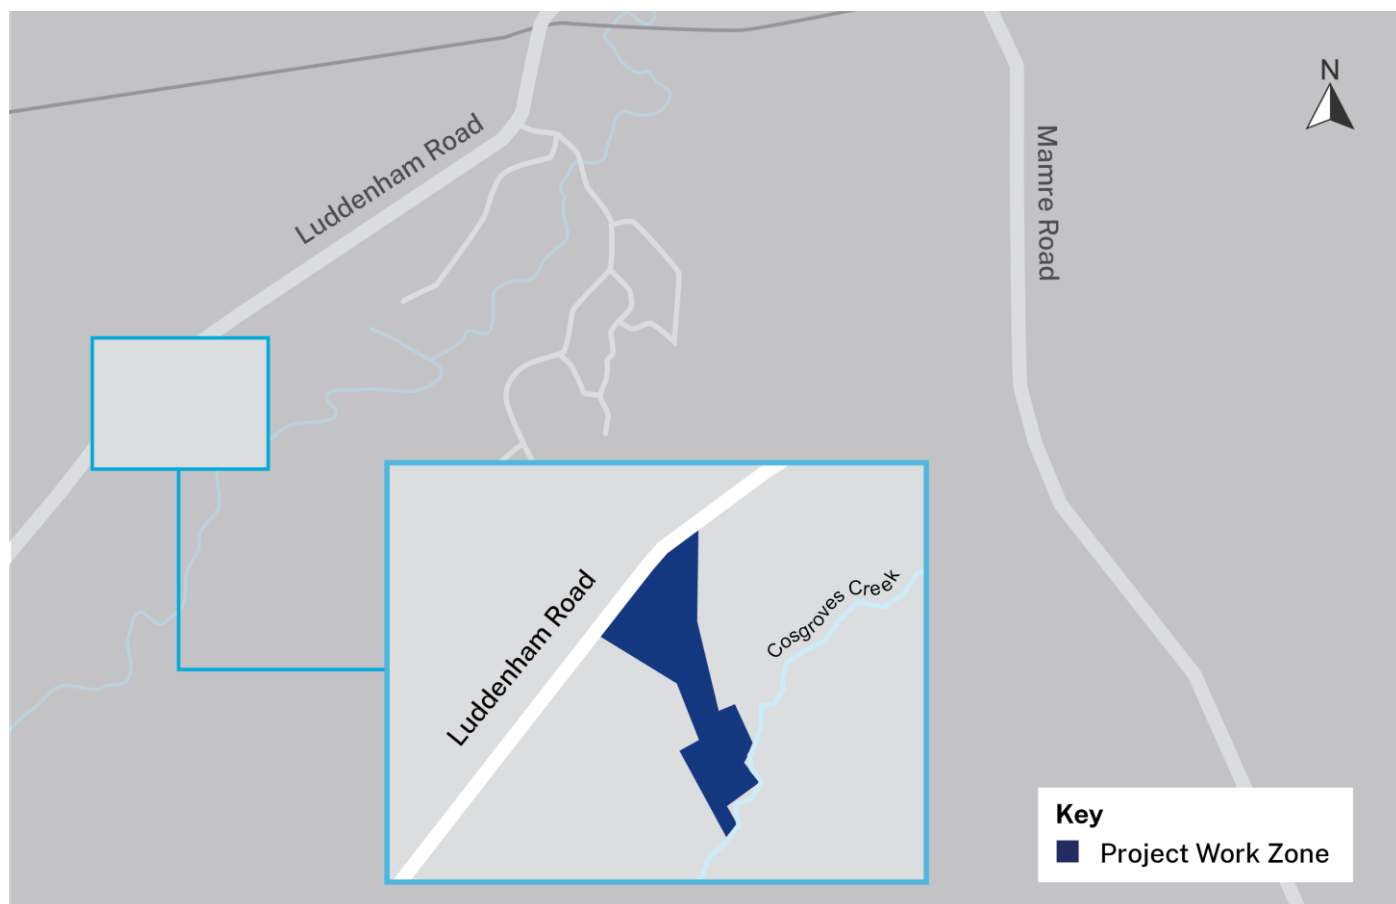 N
Luddenham Road
Mamre Road
Luddenham Road
Cosgroves Creek
Key
Project Work Zone